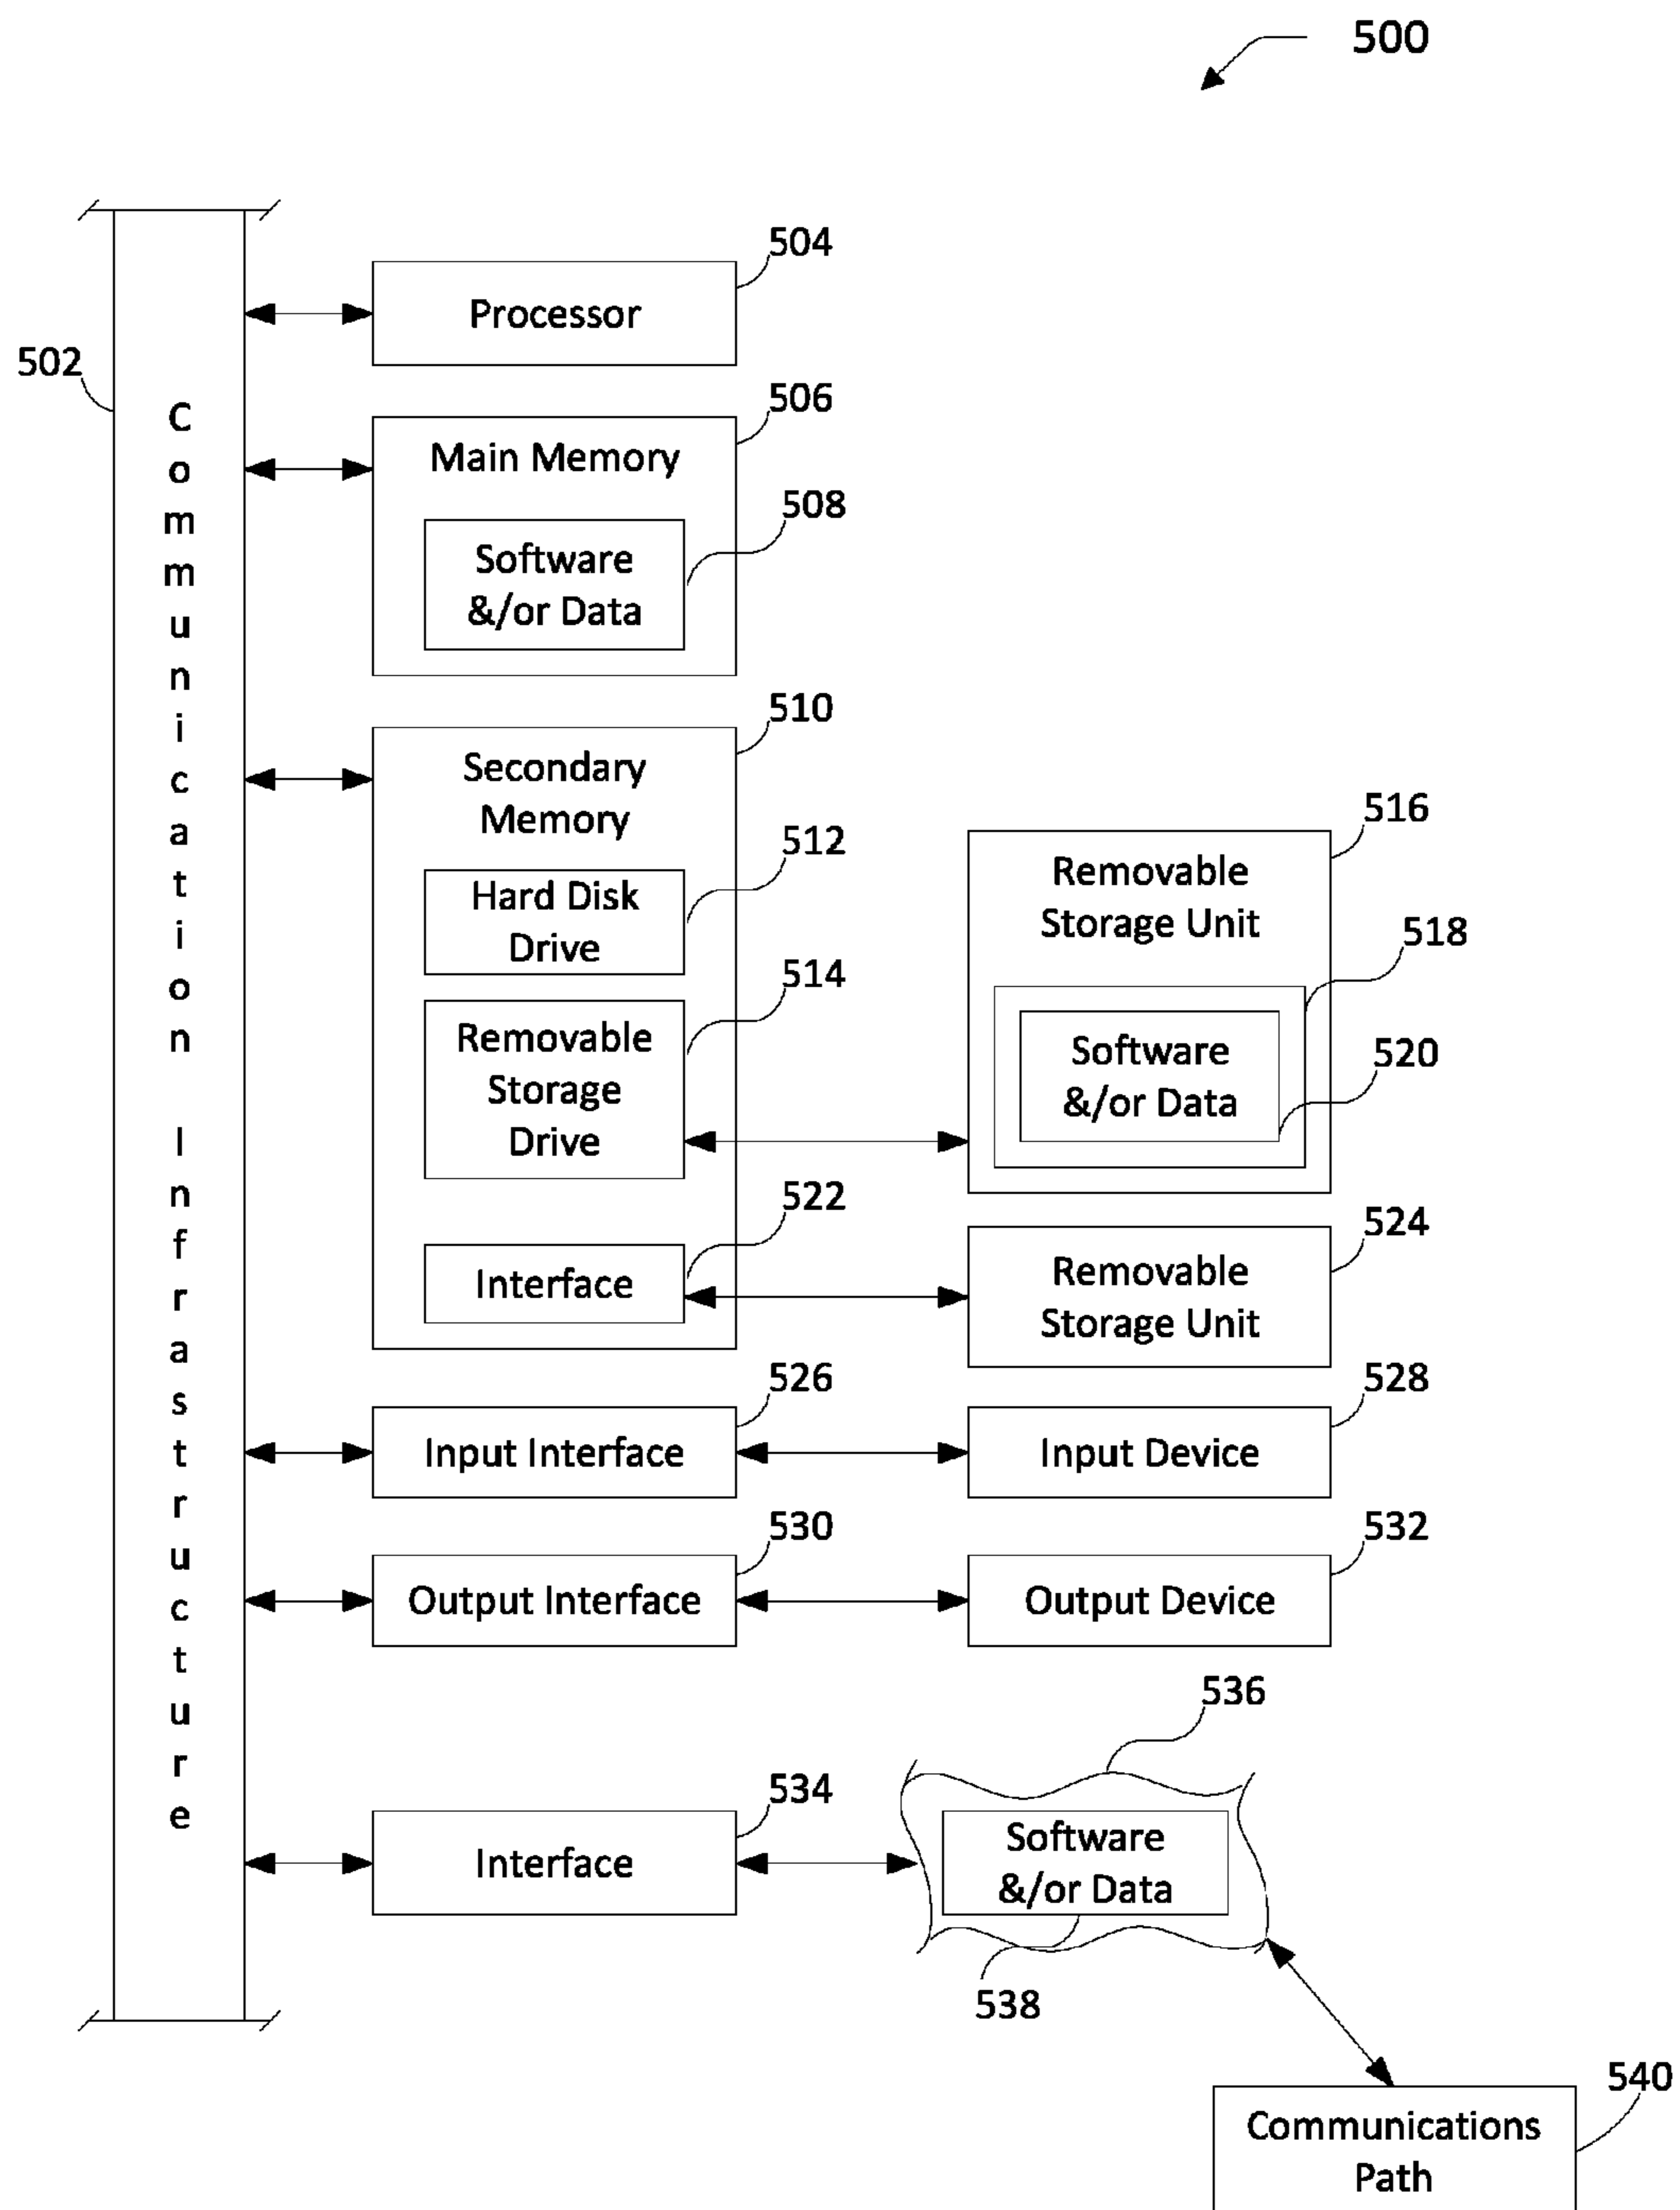 500
502
Communication Infrastructure
504
Processor
506
Main Memory
508
Software
&/or Data
510
Secondary
Memory
512
Hard Disk
Drive
514
Removable
Storage
Drive
516
Removable
Storage Unit
518
Software
&/or Data
520
522
Interface
524
Removable
Storage Unit
526
Input Interface
528
Input Device
530
Output Interface
532
Output Device
534
Interface
536
Software
&/or Data
538
540
Communications
Path